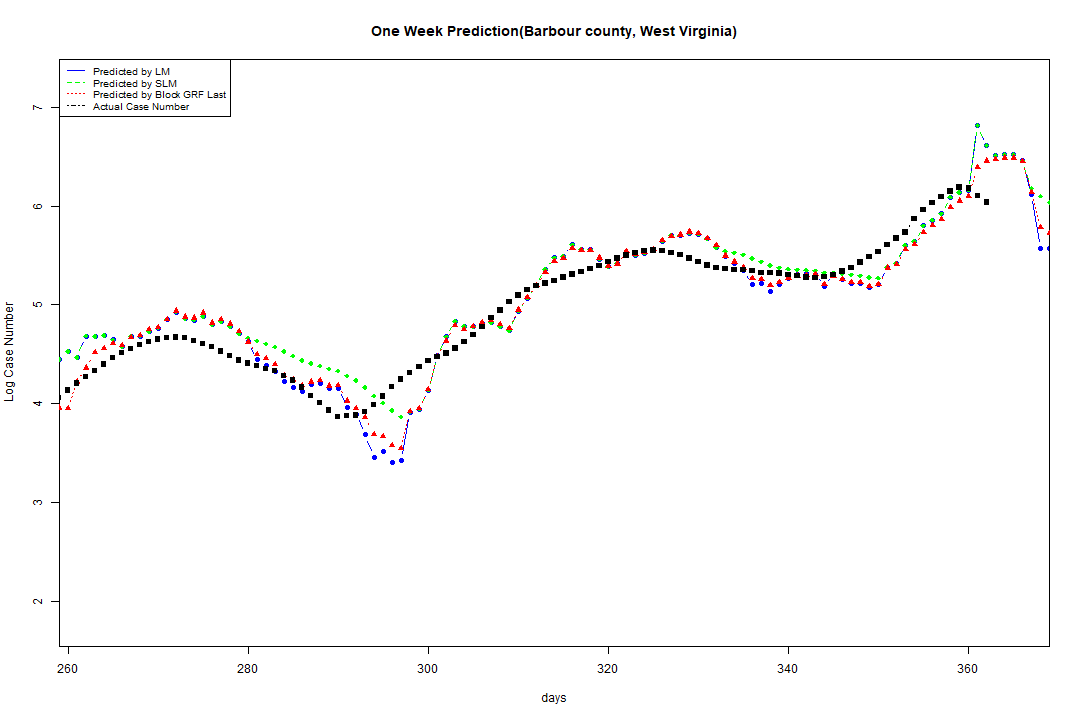 One Week Prediction(Barbour county, West Virginia)
Predicted by LM
Predicted by SLM
Predicted by Block GRF Last
Actual Case Number
7
6
5
4
3
2
Log Case Number
260 280 300 320 340 360
days